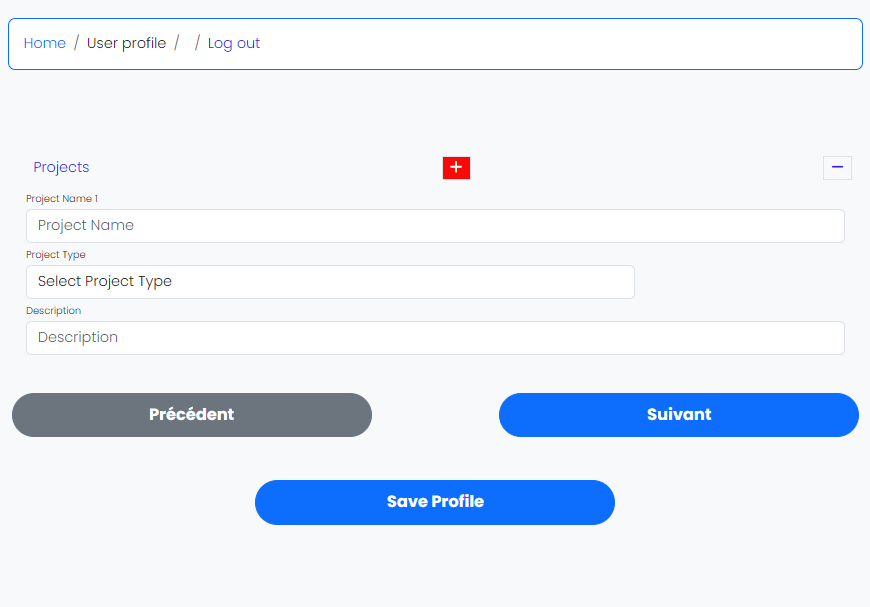 Home / User profile / / Log out
Projects + −
Project Name 1
Project Name
Project Type
Select Project Type
Description
Description
Précédent Suivant
Save Profile